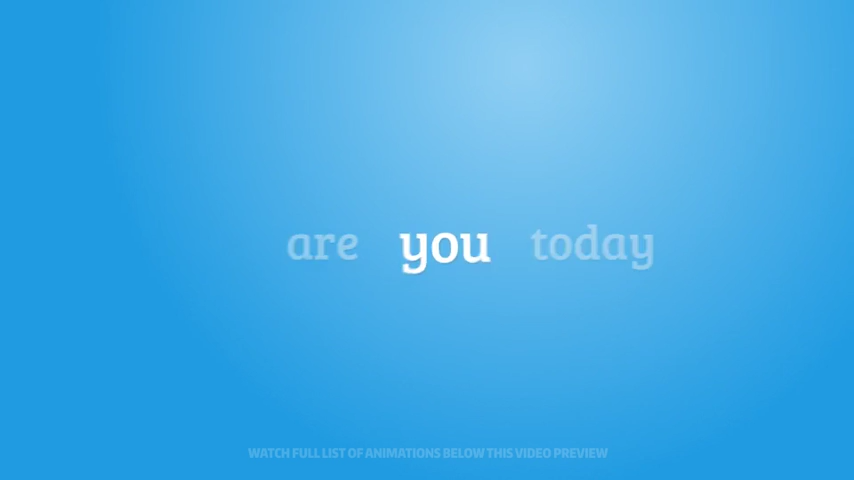 are you today
WATCH FULL LIST OF ANIMATIONS BELOW THIS VIDEO PREVIEW